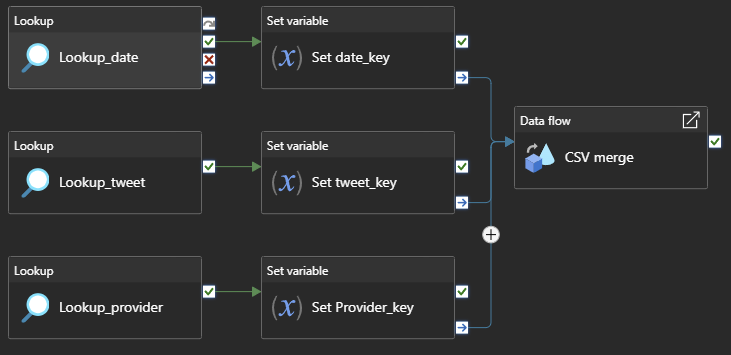 Lookup
Lookup_date
Set variable
(x) Set date_key
Lookup
Lookup_tweet
Set variable
(x) Set tweet_key
Data flow
CSV merge
Lookup
Lookup_provider
Set variable
(x) Set Provider_key